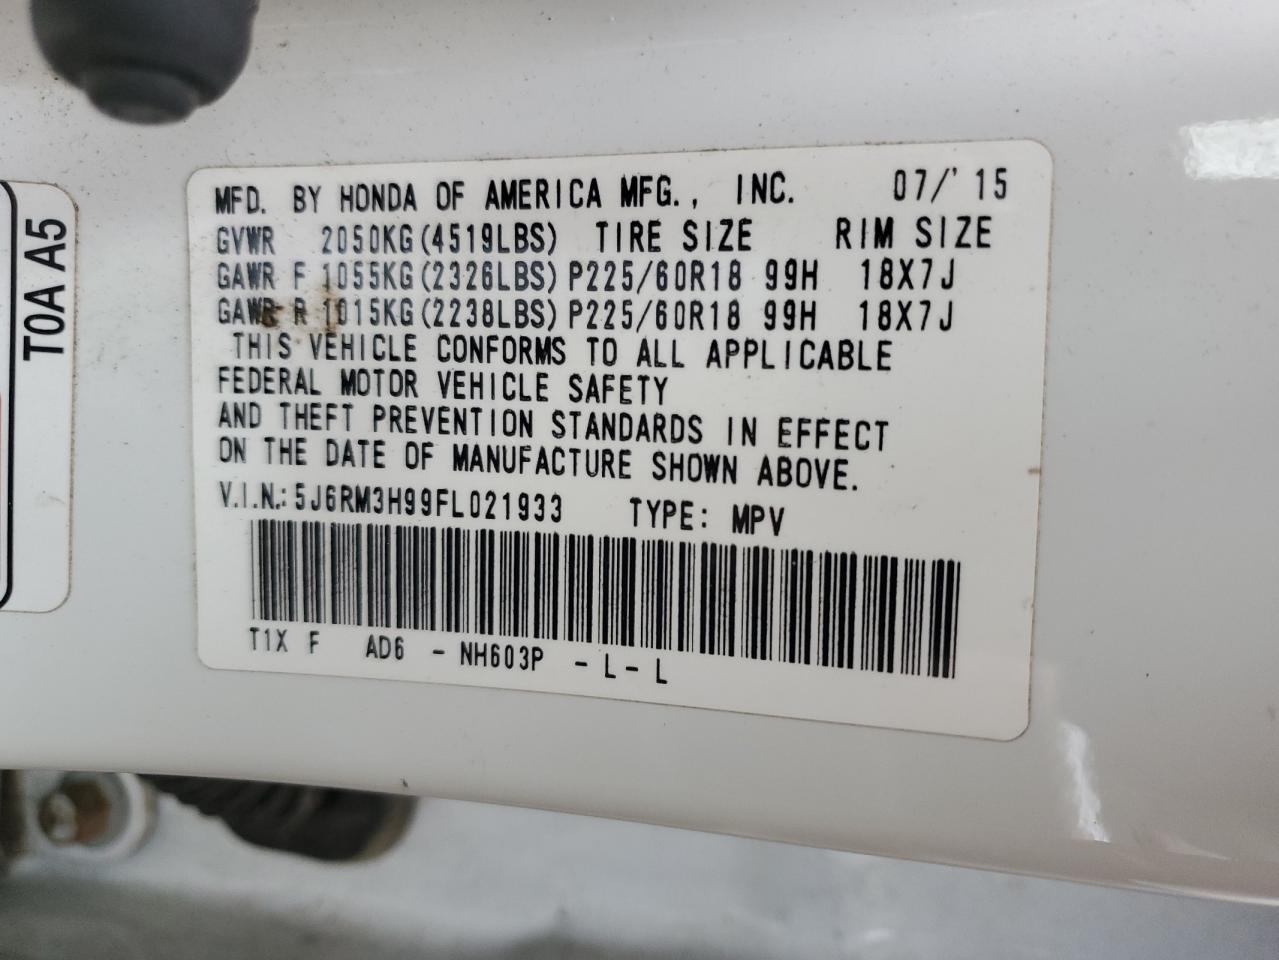 MFD. BY HONDA OF AMERICA MFG., INC. 07/'15
GVWR 2050KG(4519LBS) TIRE SIZE RIM SIZE
GAWR F 1055KG(2326LBS) P225/60R18 99H 18X7J
GAWR R 1015KG(2238LBS) P225/60R18 99H 18X7J
THIS VEHICLE CONFORMS TO ALL APPLICABLE
FEDERAL MOTOR VEHICLE SAFETY
AND THEFT PREVENTION STANDARDS IN EFFECT
ON THE DATE OF MANUFACTURE SHOWN ABOVE.
V.I.N.: 5J6RM3H99FL021933 TYPE: MPV
T1X F AD6 - NH603P - L - L
T0A A5